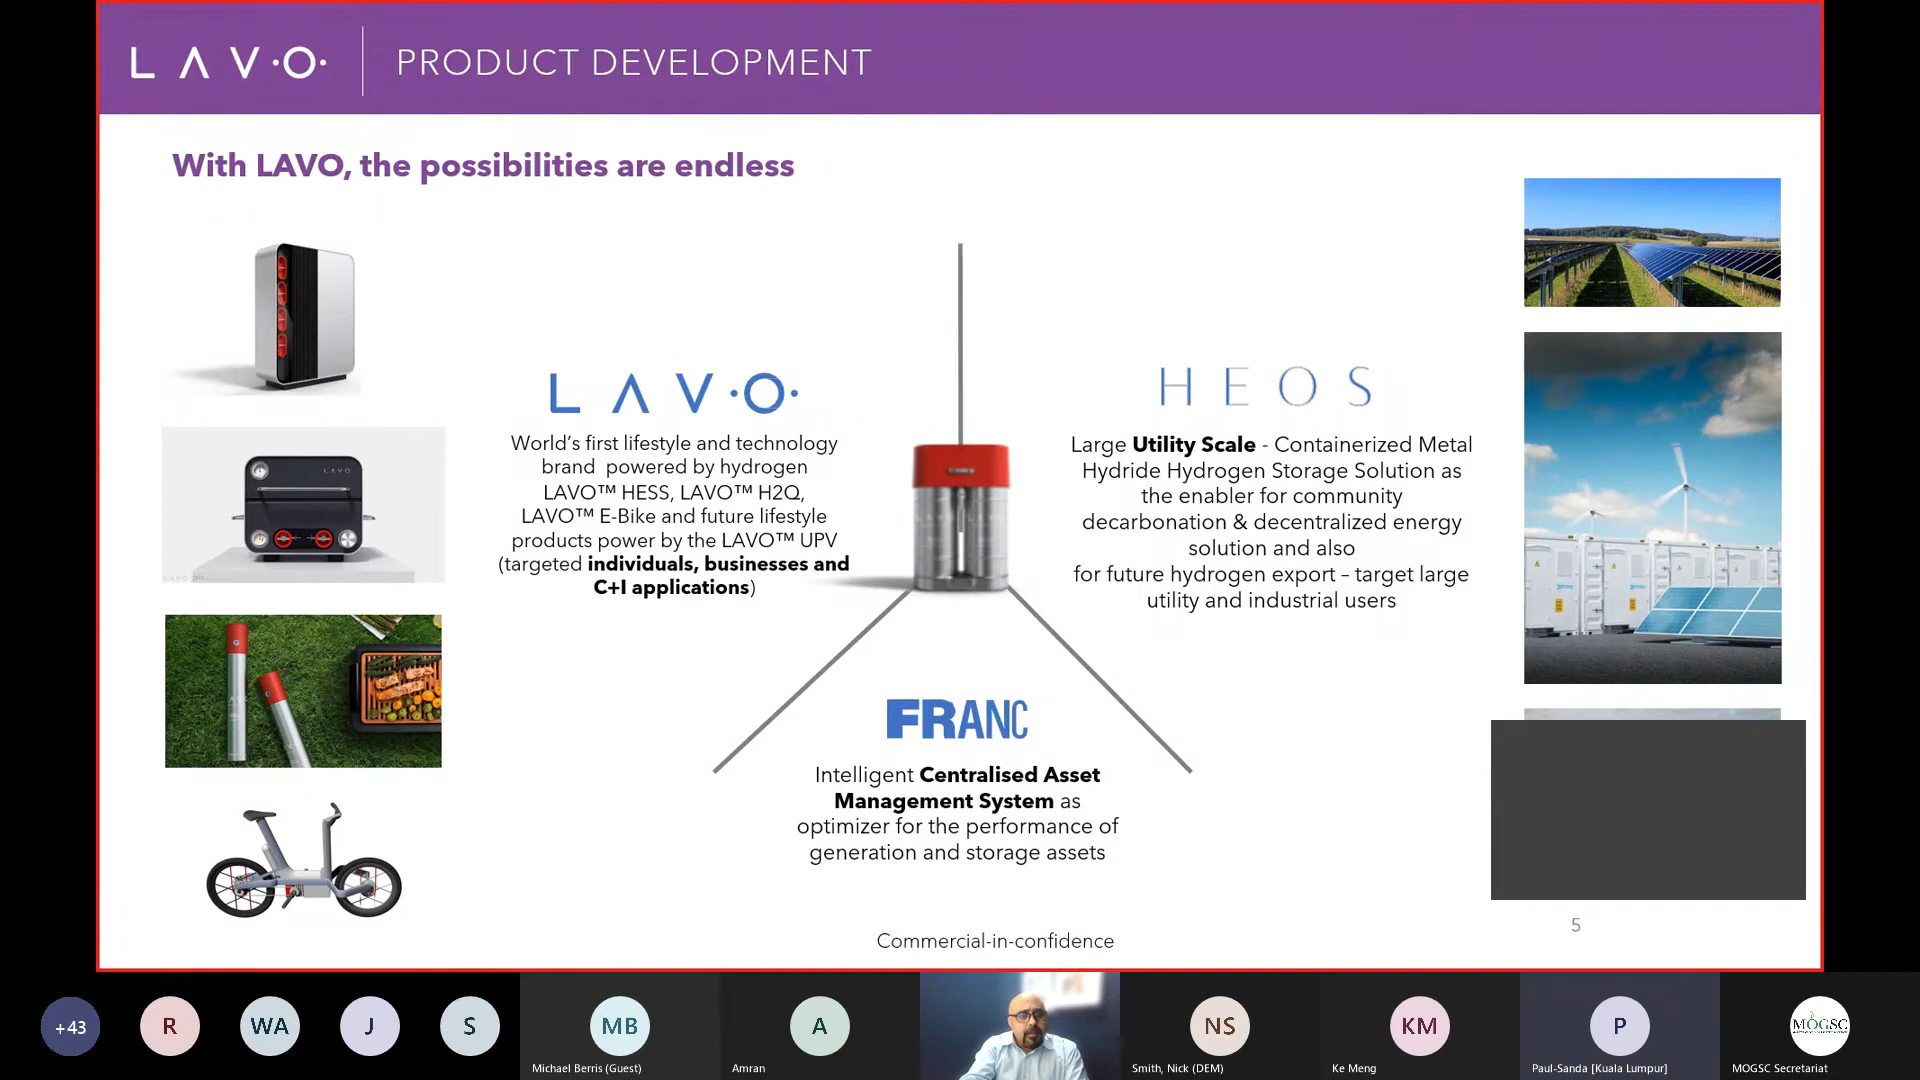 LAVO
PRODUCT DEVELOPMENT
With LAVO, the possibilities are endless
LAVO
LAVO
World's first lifestyle and technology
brand powered by hydrogen
LAVO™ HESS, LAVO™ H2Q,
LAVO™ E-Bike and future lifestyle
products power by the LAVO™ UPV
(targeted individuals, businesses and
C+I applications)
HEOS
Large Utility Scale - Containerized Metal
Hydride Hydrogen Storage Solution as
the enabler for community
decarbonation & decentralized energy
solution and also
for future hydrogen export – target large
utility and industrial users
FRANC
Intelligent Centralised Asset
Management System as
optimizer for the performance of
generation and storage assets
5
Commercial-in-confidence
+43
R
WA
J
S
MB
Michael Berris (Guest)
A
Amran
NS
Smith, Nick (DEM)
KM
Ke Meng
P
Paul-Sanda [Kuala Lumpur]
MOGSC
MOGSC Secretariat